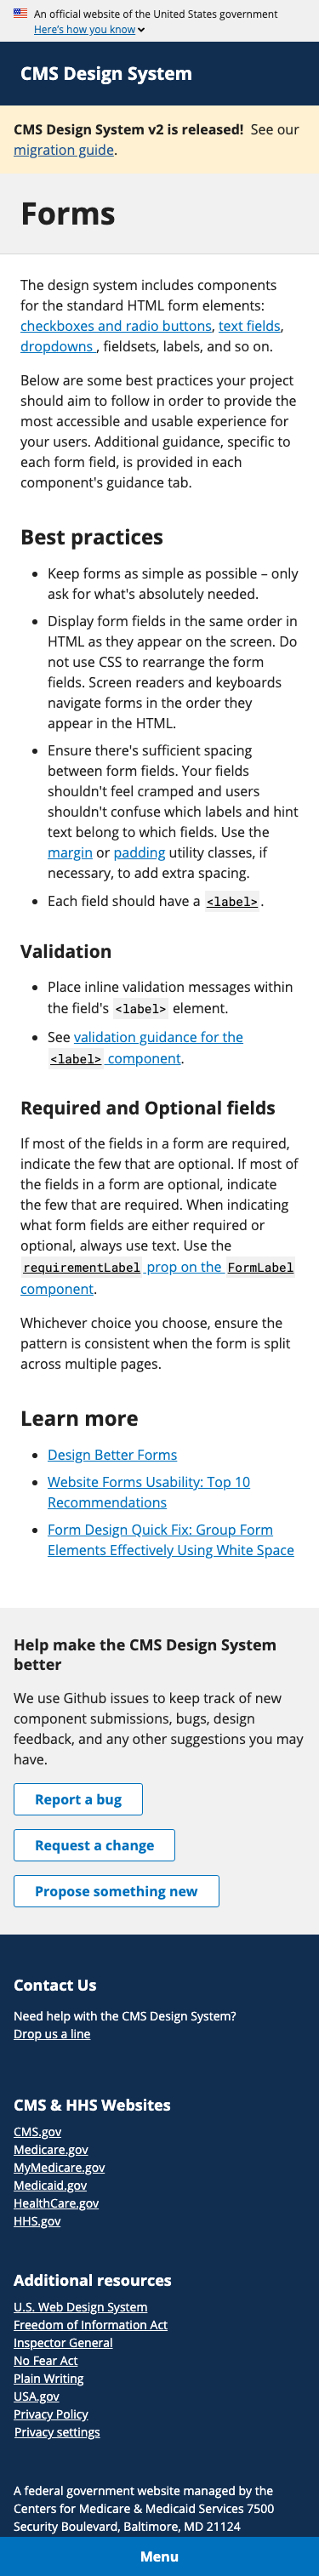 An official website of the United States government
Here's how you know
CMS Design System
CMS Design System v2 is released!  See our
migration guide.
Forms
The design system includes components
for the standard HTML form elements:
checkboxes and radio buttons, text fields,
dropdowns , fieldsets, labels, and so on.
Below are some best practices your project
should aim to follow in order to provide the
most accessible and usable experience for
your users. Additional guidance, specific to
each form field, is provided in each
component's guidance tab.
Best practices
Keep forms as simple as possible – only
ask for what's absolutely needed.
Display form fields in the same order in
HTML as they appear on the screen. Do
not use CSS to rearrange the form
fields. Screen readers and keyboards
navigate forms in the order they
appear in the HTML.
Ensure there's sufficient spacing
between form fields. Your fields
shouldn't feel cramped and users
shouldn't confuse which labels and hint
text belong to which fields. Use the
margin or padding utility classes, if
necessary, to add extra spacing.
Each field should have a <label>.
Validation
Place inline validation messages within
the field's <label> element.
See validation guidance for the
<label> component.
Required and Optional fields
If most of the fields in a form are required,
indicate the few that are optional. If most of
the fields in a form are optional, indicate
the few that are required. When indicating
what form fields are either required or
optional, always use text. Use the
requirementLabel prop on the FormLabel
component.
Whichever choice you choose, ensure the
pattern is consistent when the form is split
across multiple pages.
Learn more
Design Better Forms
Website Forms Usability: Top 10
Recommendations
Form Design Quick Fix: Group Form
Elements Effectively Using White Space
Help make the CMS Design System
better
We use Github issues to keep track of new
component submissions, bugs, design
feedback, and any other suggestions you may
have.
Report a bug
Request a change
Propose something new
Contact Us
Need help with the CMS Design System?
Drop us a line
CMS & HHS Websites
CMS.gov
Medicare.gov
MyMedicare.gov
Medicaid.gov
HealthCare.gov
HHS.gov
Additional resources
U.S. Web Design System
Freedom of Information Act
Inspector General
No Fear Act
Plain Writing
USA.gov
Privacy Policy
Privacy settings
A federal government website managed by the
Centers for Medicare & Medicaid Services 7500
Security Boulevard, Baltimore, MD 21124
Menu